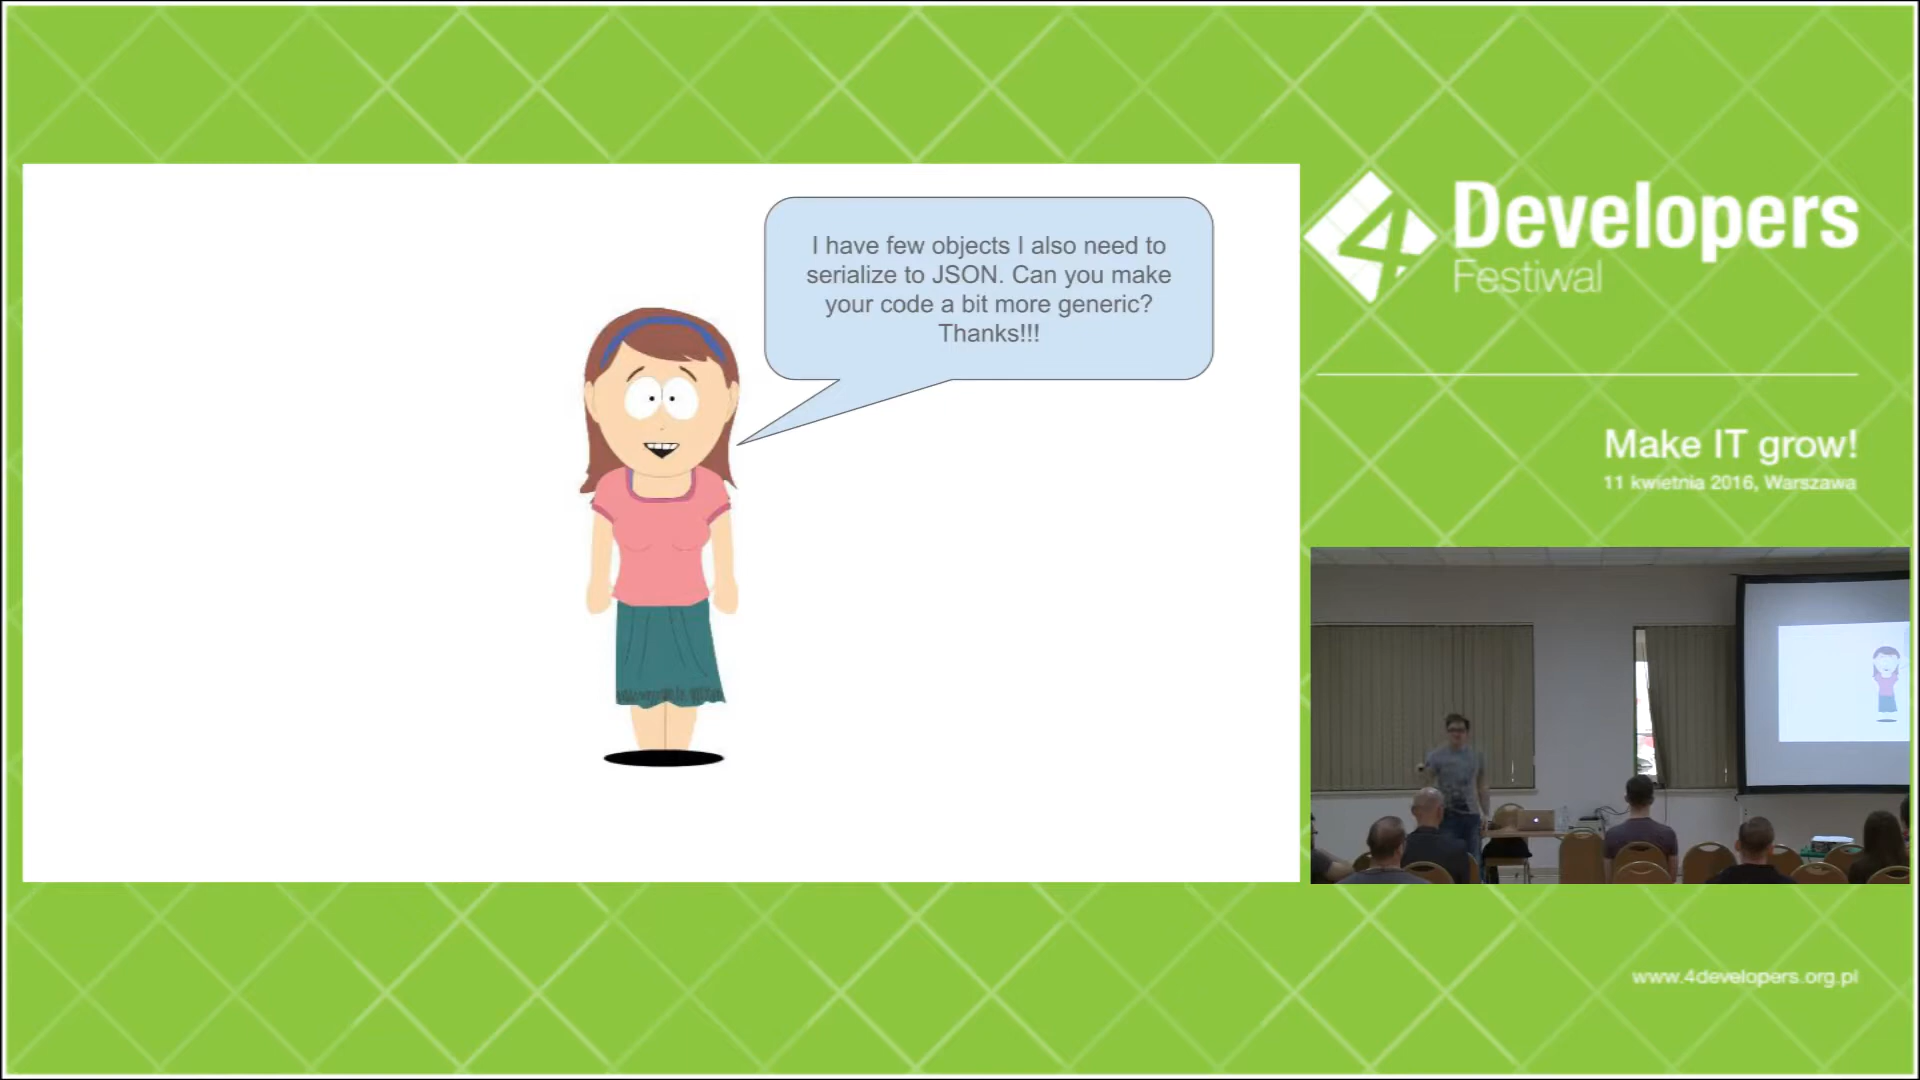 I have few objects I also need to
serialize to JSON. Can you make
your code a bit more generic?
Thanks!!!
4Developers
Festiwal
Make IT grow!
11 kwietnia 2016, Warszawa
www.4developers.org.pl